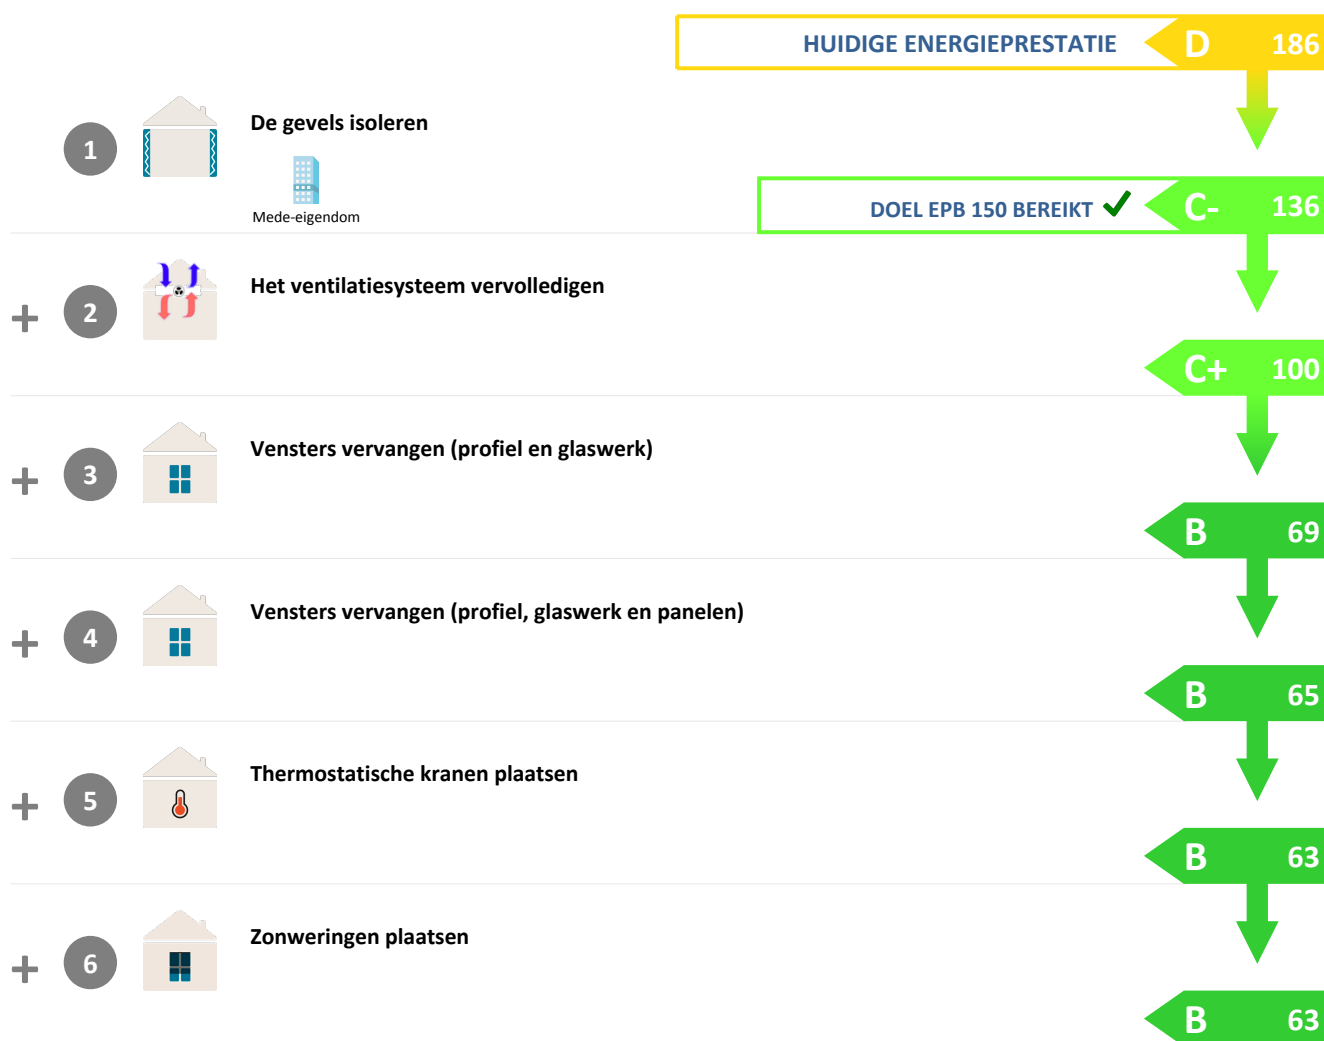 HUIDIGE ENERGIEPRESTATIE D 186
1 De gevels isoleren
Mede-eigendom
DOEL EPB 150 BEREIKT ✓ C- 136
+ 2 Het ventilatiesysteem vervolledigen
C+ 100
+ 3 Vensters vervangen (profiel en glaswerk)
B 69
+ 4 Vensters vervangen (profiel, glaswerk en panelen)
B 65
+ 5 Thermostatische kranen plaatsen
B 63
+ 6 Zonweringen plaatsen
B 63